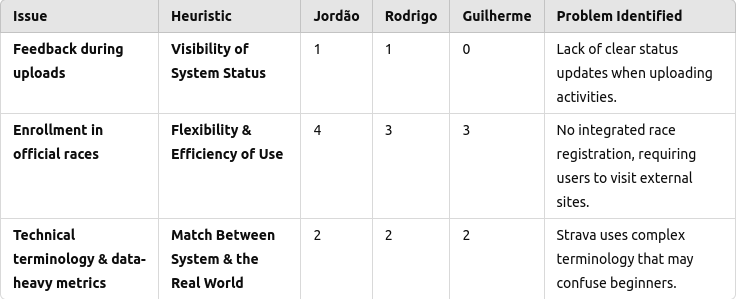 Issue Heuristic Jordão Rodrigo Guilherme Problem Identified
Feedback during Visibility of 1 1 0 Lack of clear status
uploads System Status updates when uploading
activities.
Enrollment in Flexibility & 4 3 3 No integrated race
official races Efficiency of Use registration, requiring
users to visit external
sites.
Technical Match Between 2 2 2 Strava uses complex
terminology & data- System & the terminology that may
heavy metrics Real World confuse beginners.